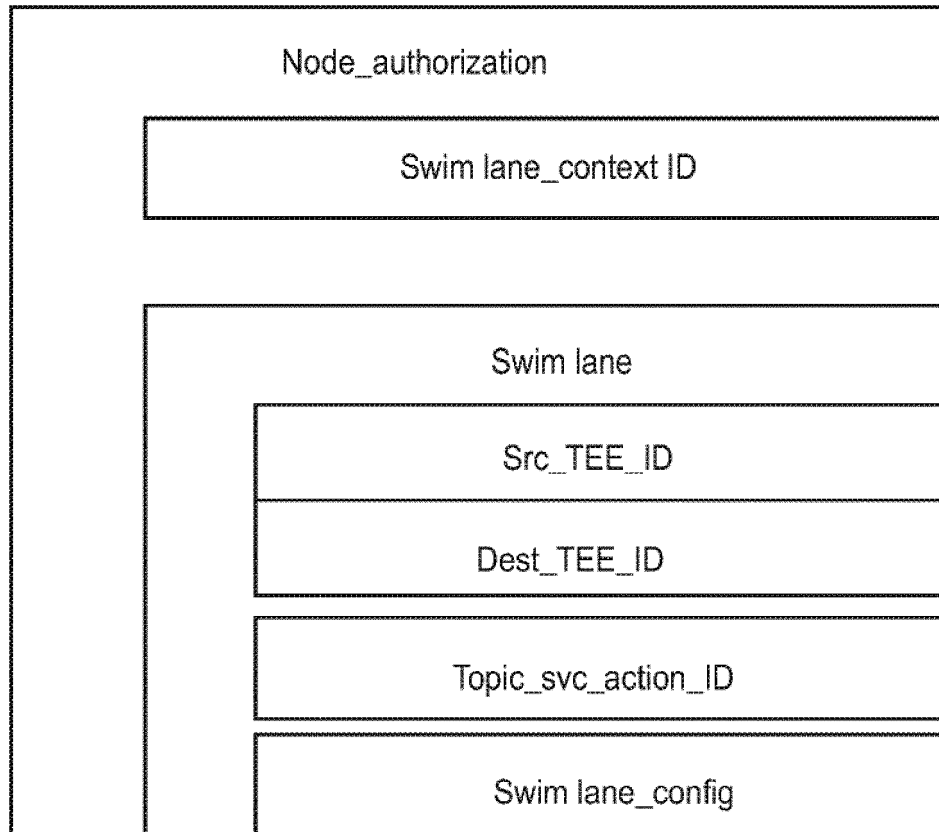 Node_authorization
Swim lane_context ID
Swim lane
Src_TEE_ID
Dest_TEE_ID
Topic_svc_action_ID
Swim lane_config